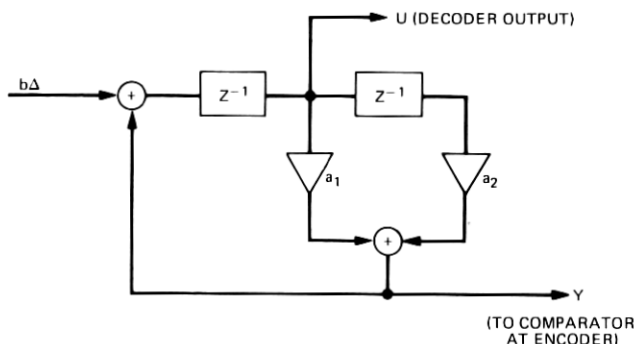 U (DECODER OUTPUT)
bΔ
+
Z⁻¹
Z⁻¹
a₁
a₂
+
Y
(TO COMPARATOR
AT ENCODER)